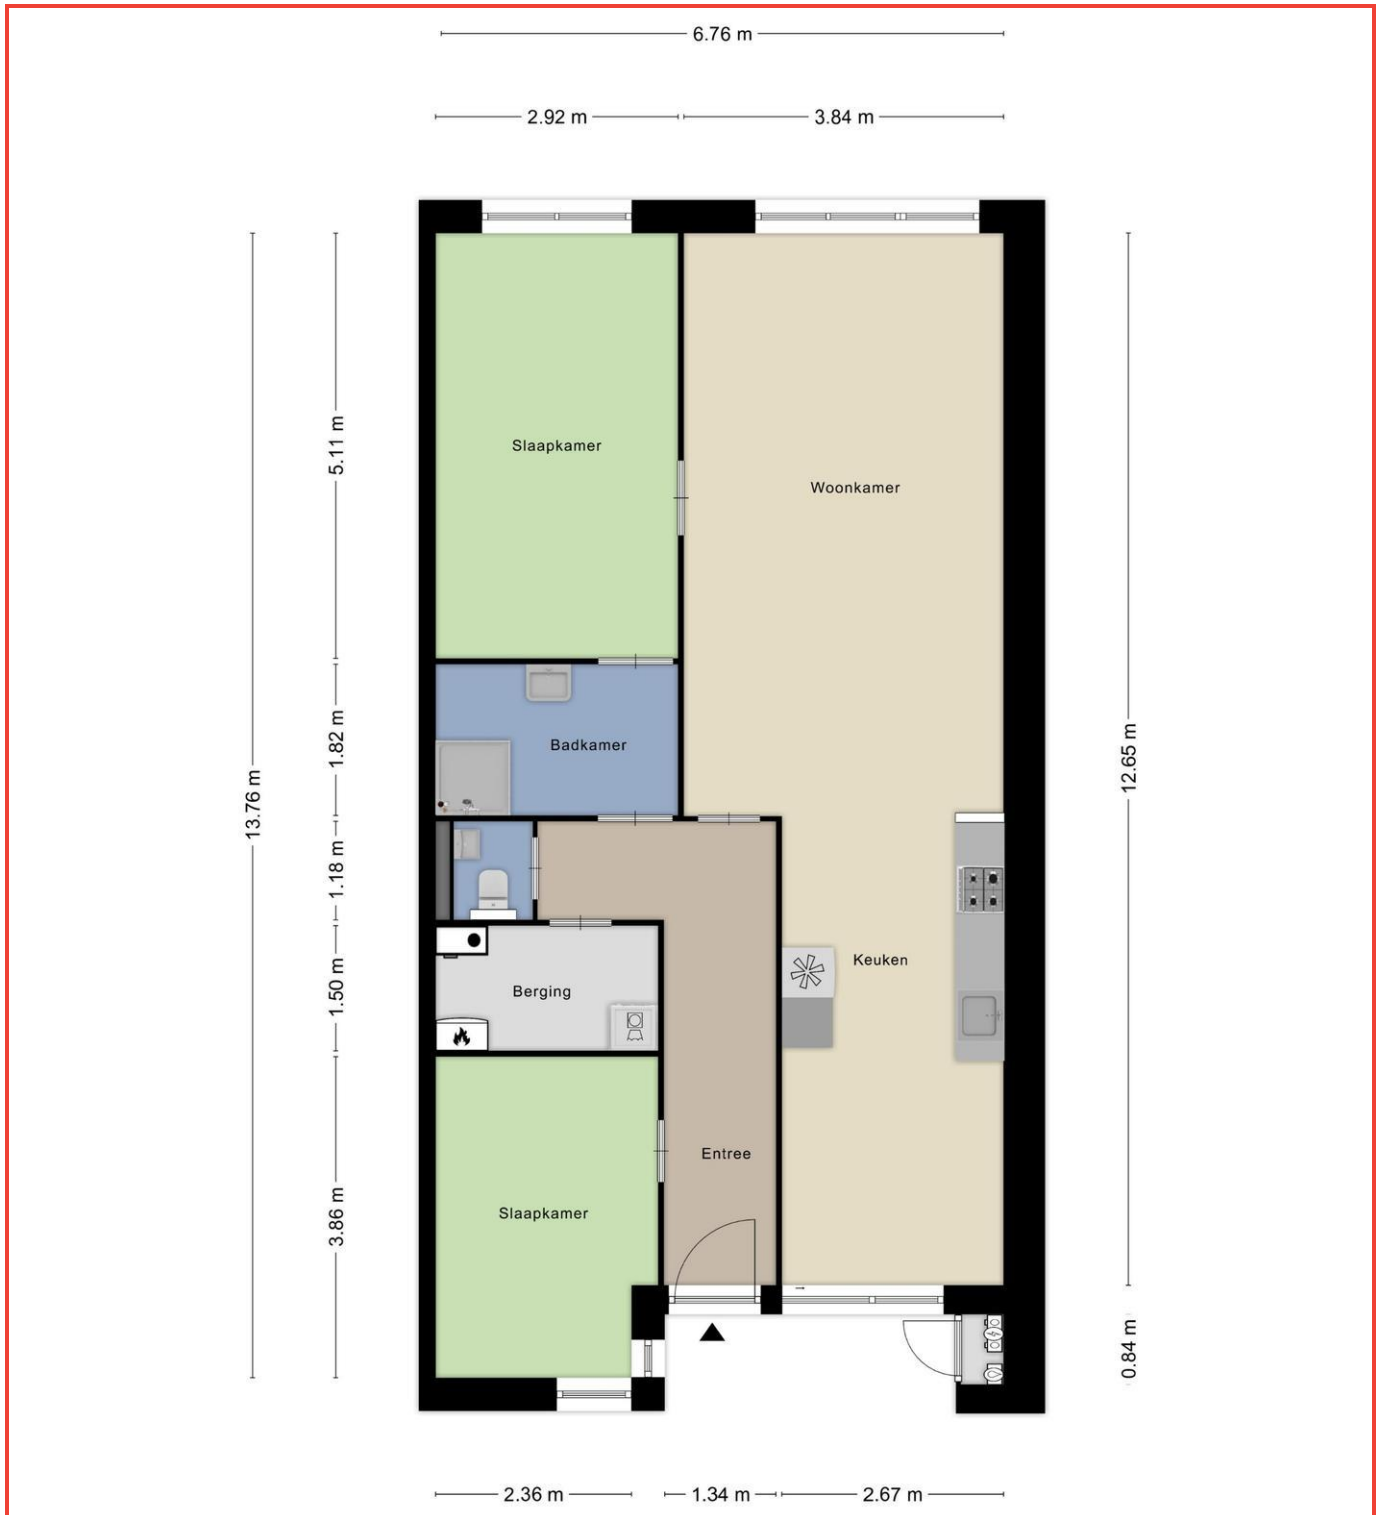 6.76 m
2.92 m
3.84 m
5.11 m
Slaapkamer
Woonkamer
1.82 m
Badkamer
12.65 m
13.76 m
1.18 m
Keuken
1.50 m
Berging
Entree
3.86 m
Slaapkamer
0.84 m
2.36 m
1.34 m
2.67 m